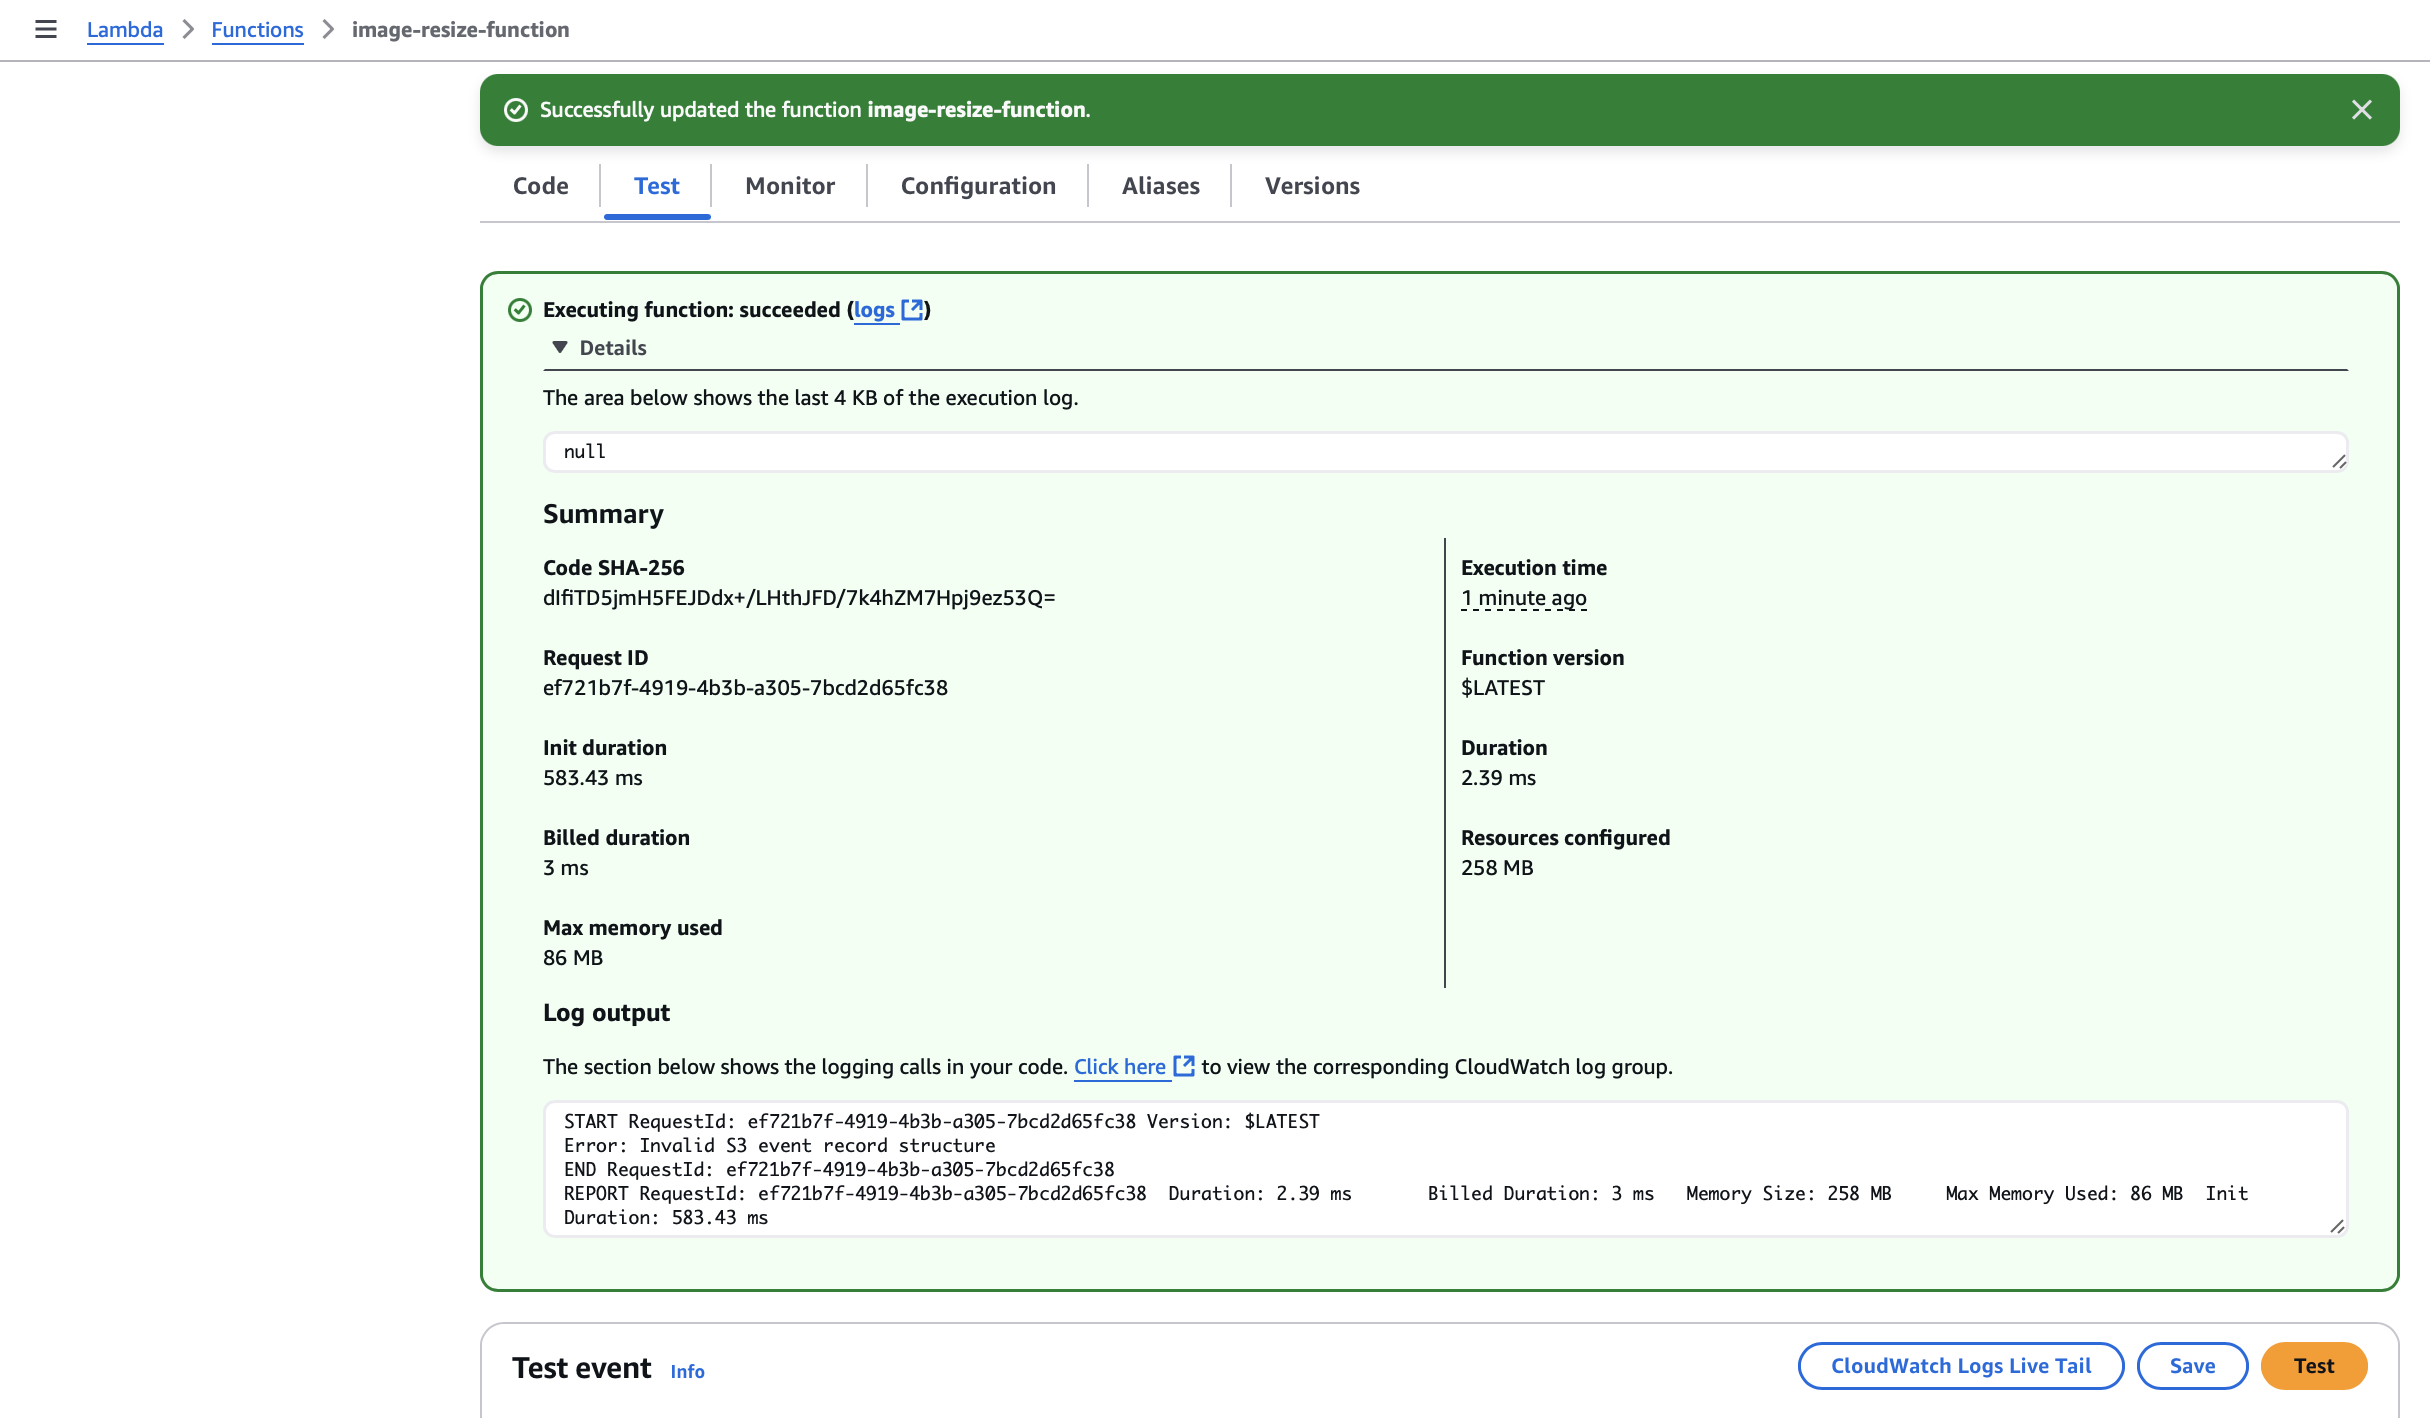 Lambda > Functions > image-resize-function
Successfully updated the function image-resize-function.
Code Test Monitor Configuration Aliases Versions
Executing function: succeeded (logs)
Details
The area below shows the last 4 KB of the execution log.
null
Summary
Code SHA-256
dIfiTD5jmH5FEJDdx+/LHthJFD/7k4hZM7Hpj9ez53Q=
Request ID
ef721b7f-4919-4b3b-a305-7bcd2d65fc38
Init duration
583.43 ms
Billed duration
3 ms
Max memory used
86 MB
Execution time
1 minute ago
Function version
$LATEST
Duration
2.39 ms
Resources configured
258 MB
Log output
The section below shows the logging calls in your code. Click here to view the corresponding CloudWatch log group.
START RequestId: ef721b7f-4919-4b3b-a305-7bcd2d65fc38 Version: $LATEST
Error: Invalid S3 event record structure
END RequestId: ef721b7f-4919-4b3b-a305-7bcd2d65fc38
REPORT RequestId: ef721b7f-4919-4b3b-a305-7bcd2d65fc38 Duration: 2.39 ms Billed Duration: 3 ms Memory Size: 258 MB Max Memory Used: 86 MB Init
Duration: 583.43 ms
Test event Info CloudWatch Logs Live Tail Save Test